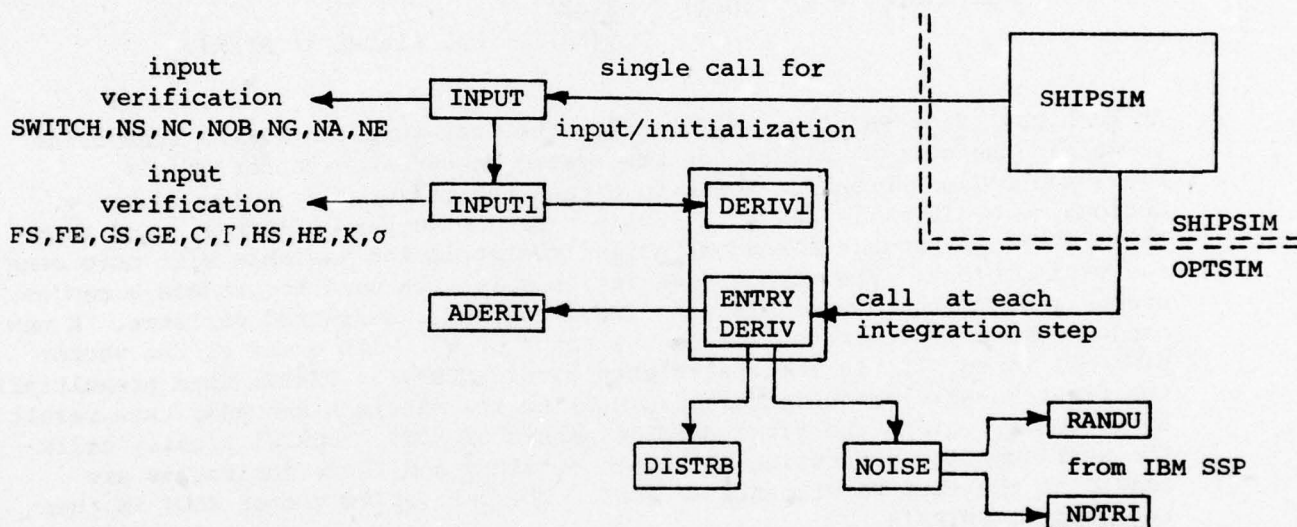 input
verification
SWITCH,NS,NC,NOB,NG,NA,NE
INPUT
single call for
input/initialization
SHIPSIM
input
verification
FS,FE,GS,GE,C,Γ,HS,HE,K,σ
INPUT1
DERIV1
SHIPSIM
OPTSIM
ADERIV
ENTRY
DERIV
call at each
integration step
DISTRB
NOISE
RANDU
from IBM SSP
NDTRI